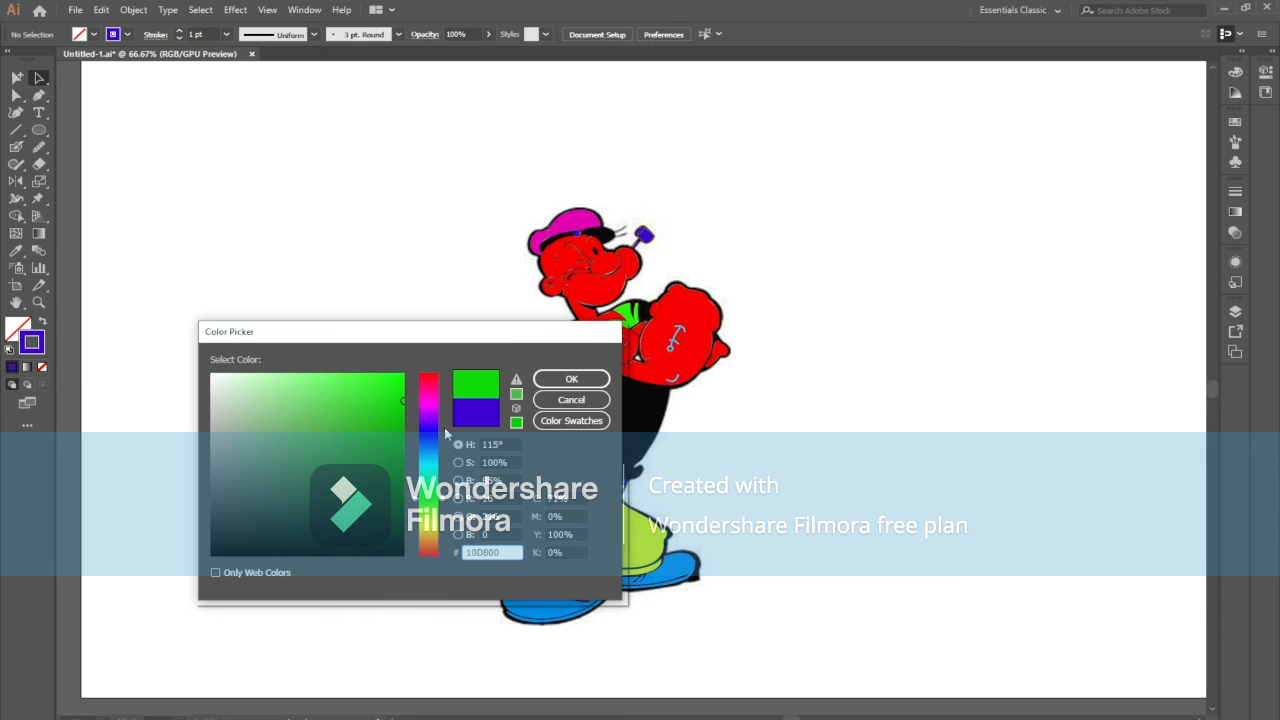 Ai File Edit Object Type Select Effect View Window Help Essentials Classic Search Adobe Stock
No Selection Stroke: 1 pt Uniform 3 pt. Round Opacity: 100% Style: Document Setup Preferences
Untitled-1.ai* @ 66.67% (RGB/GPU Preview) ×
Color Picker
Select Color:
OK
Cancel
Color Swatches
H: 115°
S: 100%
Wondershare
Filmora
Created with
Wondershare Filmora free plan
M: 0%
B: 0 Y: 100%
# 10D800 K: 0%
Only Web Colors